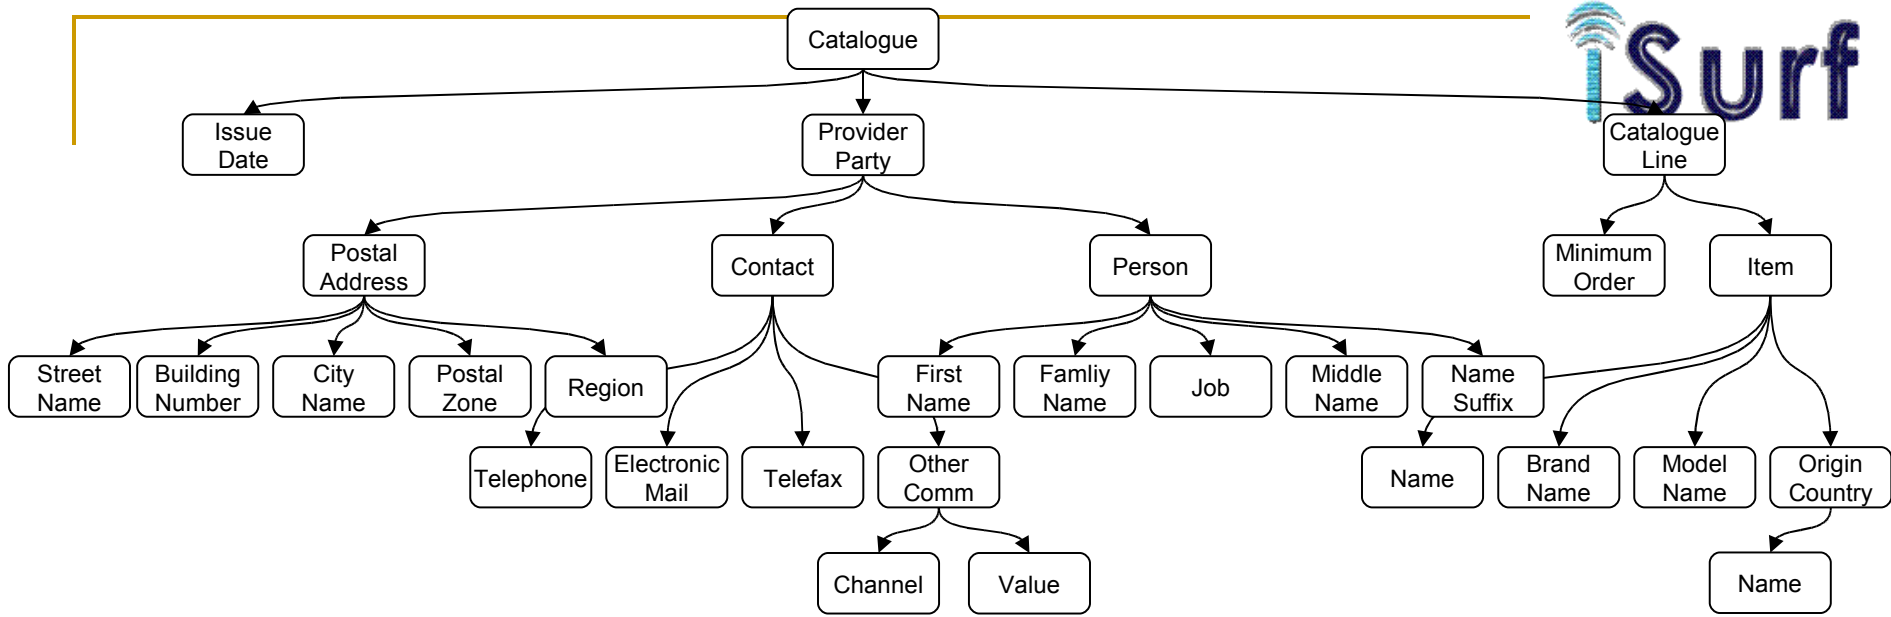 iSurf
Catalogue
Issue
Date
Provider
Party
Catalogue
Line
Postal
Address
Contact
Person
Minimum
Order
Item
Street
Name
Building
Number
City
Name
Postal
Zone
Region
First
Name
Famliy
Name
Job
Middle
Name
Name
Suffix
Telephone
Electronic
Mail
Telefax
Other
Comm
Name
Brand
Name
Model
Name
Origin
Country
Channel
Value
Name